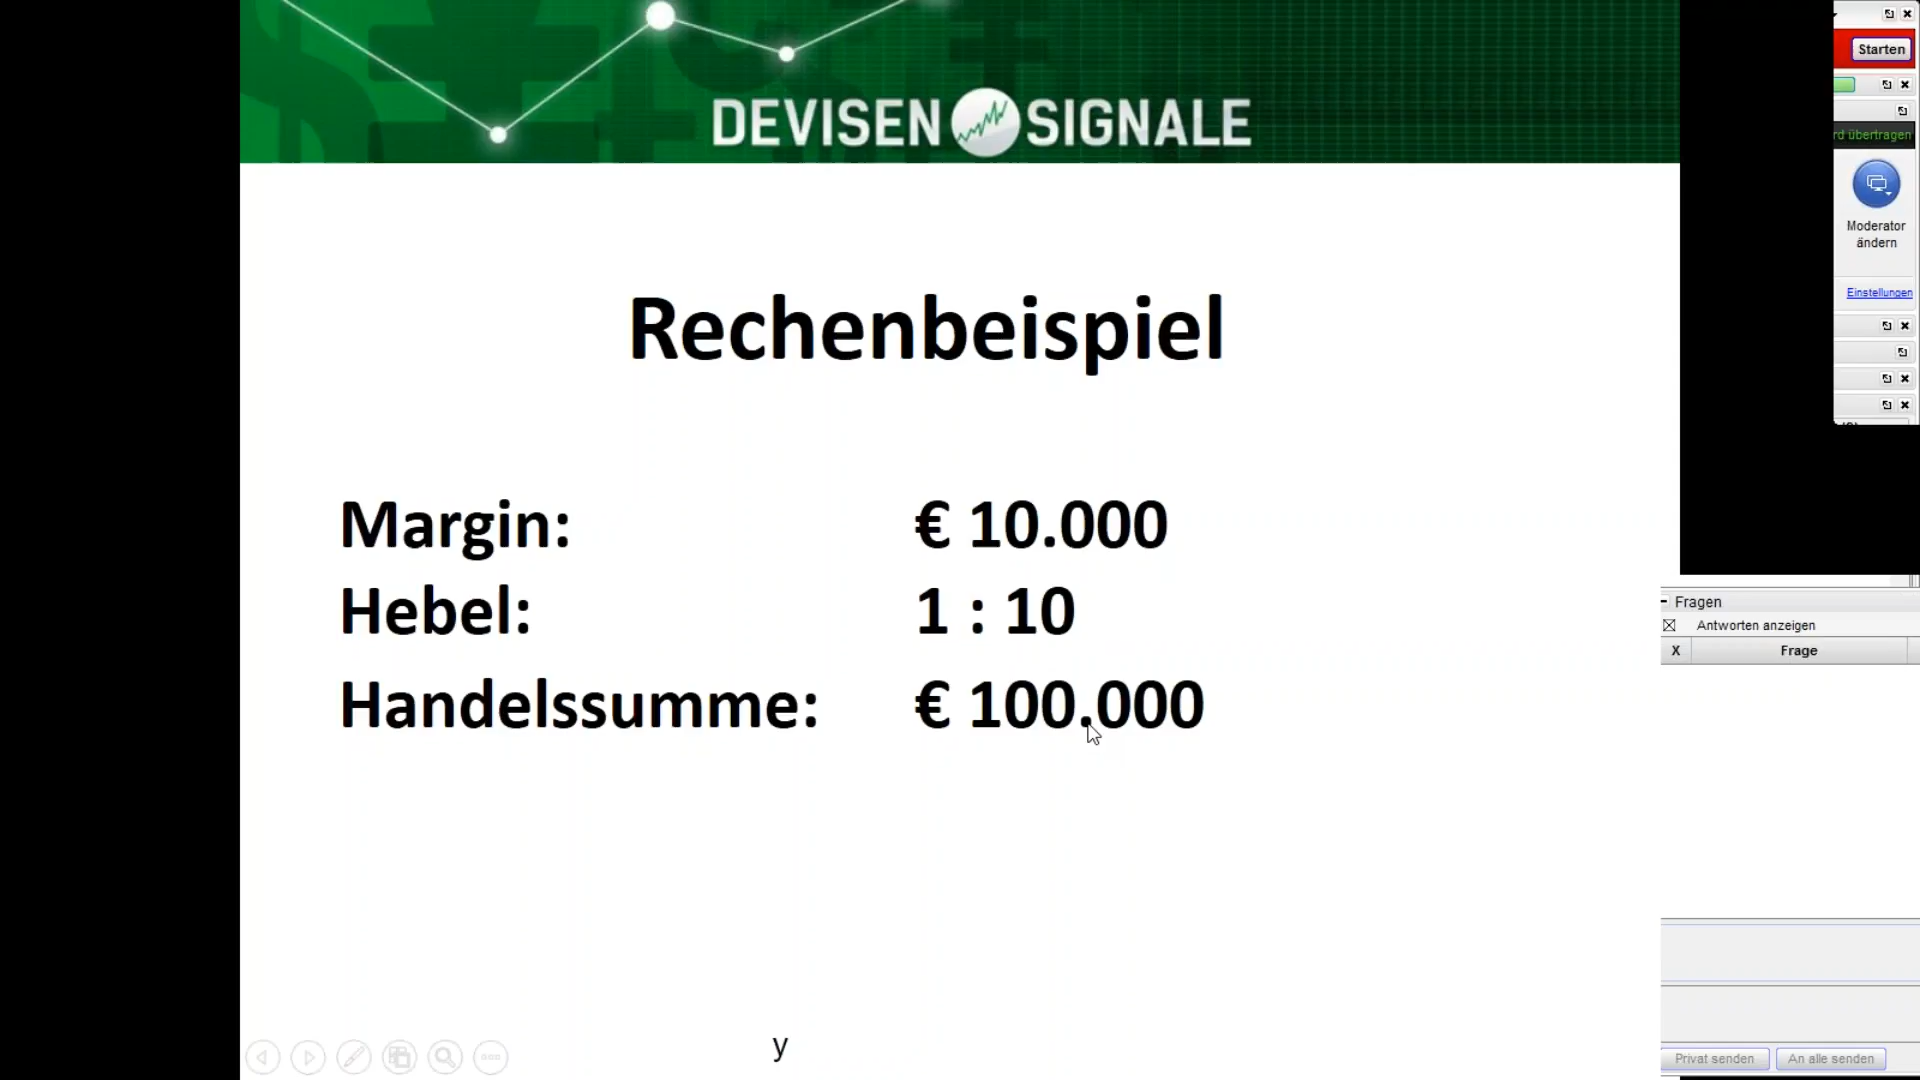 DEVISEN SIGNALE
Rechenbeispiel
Margin: € 10.000
Hebel: 1 : 10
Handelssumme: € 100.000
y
Starten
rd übertragen
Moderator
ändern
Einstellungen
Fragen
Antworten anzeigen
X Frage
Privat senden An alle senden